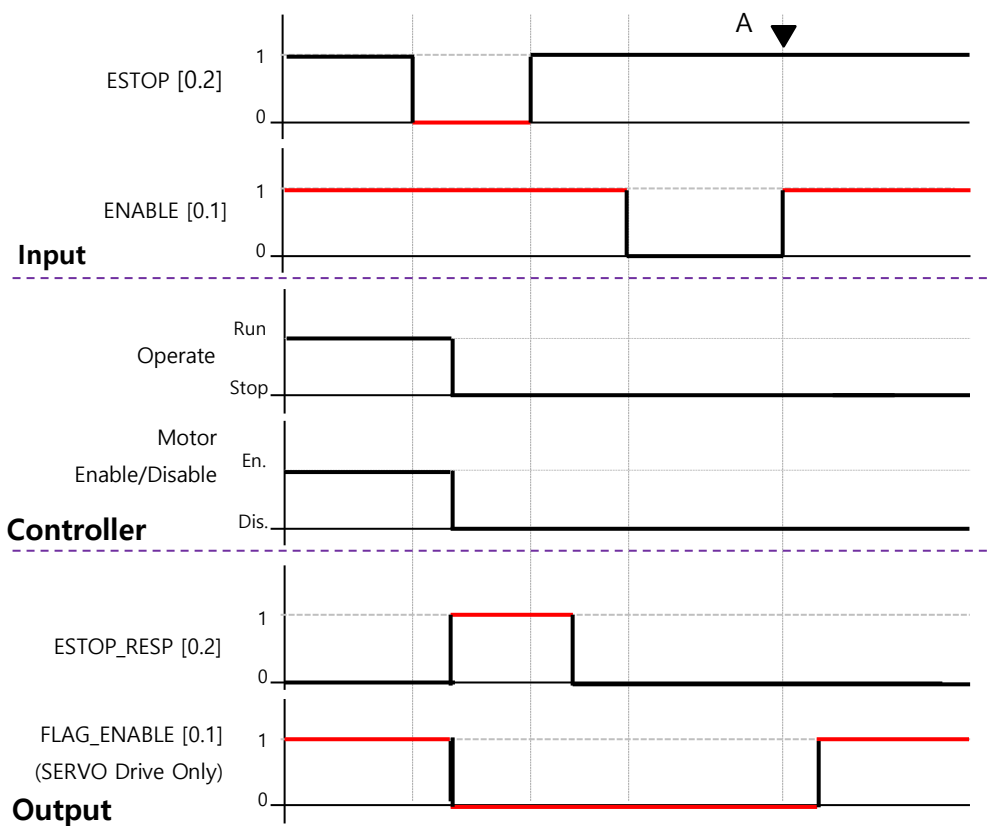 A
1
ESTOP [0.2]
0
1
ENABLE [0.1]
0
Input
Run
Operate
Stop
Motor
Enable/Disable
En.
Dis.
Controller
1
ESTOP_RESP [0.2]
0
FLAG_ENABLE [0.1]
1
(SERVO Drive Only)
0
Output